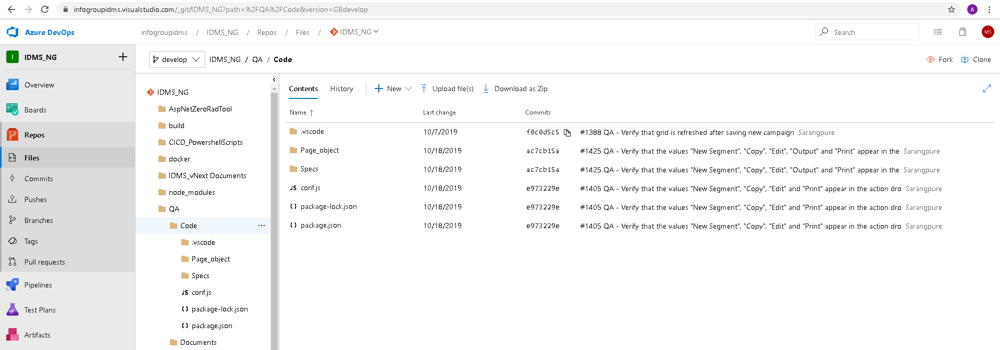 infogroupidms.visualstudio.com/_git/IDMS_NG?path=%2FQA%2FCode&version=GBdevelop
A
Azure DevOps
infogroupidms / IDMS_NG / Repos / Files / IDMS_NG
Search
MS
I IDMS_NG
develop
IDMS_NG / QA / Code
Fork
Clone
Overview
Boards
Repos
Files
Commits
Pushes
Branches
Tags
Pull requests
Pipelines
Test Plans
Artifacts
IDMS_NG
AspNetZeroRadTool
build
CICD_PowershellScripts
docker
IDMS_vNext Documents
node_modules
QA
Code ...
.vscode
Page_object
Specs
JS conf.js
{} package-lock.json
{} package.json
Documents
Contents History New Upload file(s) Download as Zip
Name ↑ Last change Commits
.vscode 10/7/2019 f0c0d5c5 #1388 QA - Verify that grid is refreshed after saving new campaign Sarangpure
Page_object 10/18/2019 ac7cb15a #1425 QA - Verify that the values "New Segment", "Copy", "Edit", "Output" and "Print" appear in the Sarangpure
Specs 10/18/2019 ac7cb15a #1425 QA - Verify that the values "New Segment", "Copy", "Edit", "Output" and "Print" appear in the Sarangpure
JS conf.js 10/18/2019 e973229e #1405 QA - Verify that the values "New Segment", "Copy", "Edit" and "Print" appear in the action dro Sarangpure
{} package-lock.json 10/18/2019 e973229e #1405 QA - Verify that the values "New Segment", "Copy", "Edit" and "Print" appear in the action dro Sarangpure
{} package.json 10/18/2019 e973229e #1405 QA - Verify that the values "New Segment", "Copy", "Edit" and "Print" appear in the action dro Sarangpure